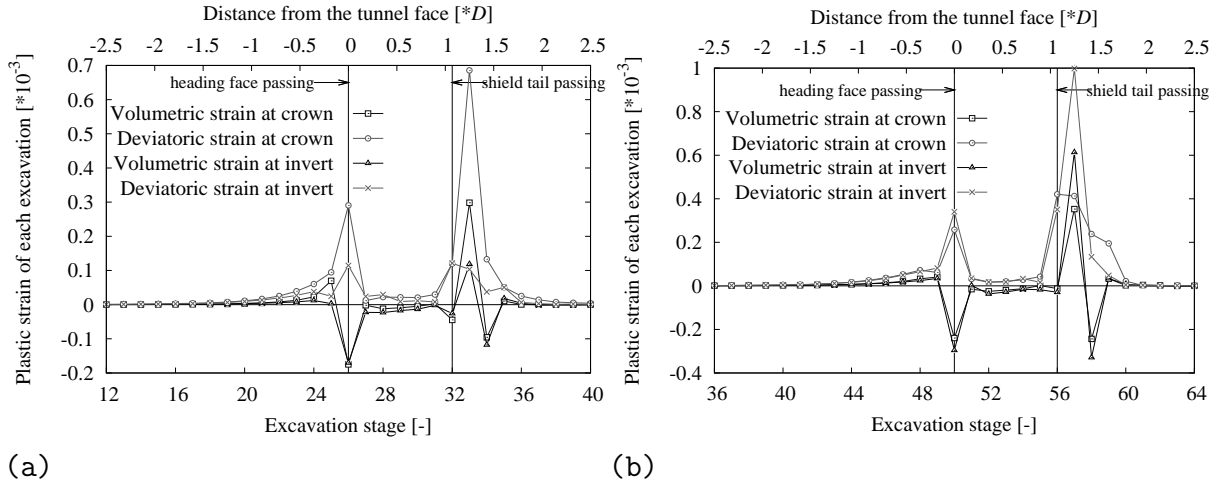 Distance from the tunnel face [*D]
-2.5 -2 -1.5 -1 -0.5 0 0.5 1 1.5 2 2.5
0.7
0.6
0.5
0.4
0.3
0.2
0.1
0
-0.1
-0.2
Plastic strain of each excavation [*10-3]
heading face passing
shield tail passing
Volumetric strain at crown
Deviatoric strain at crown
Volumetric strain at invert
Deviatoric strain at invert
12 16 20 24 28 32 36 40
Excavation stage [-]
(a)
Distance from the tunnel face [*D]
-2.5 -2 -1.5 -1 -0.5 0 0.5 1 1.5 2 2.5
1
0.8
0.6
0.4
0.2
0
-0.2
-0.4
Plastic strain of each excavation [*10-3]
heading face passing
shield tail passing
Volumetric strain at crown
Deviatoric strain at crown
Volumetric strain at invert
Deviatoric strain at invert
36 40 44 48 52 56 60 64
Excavation stage [-]
(b)